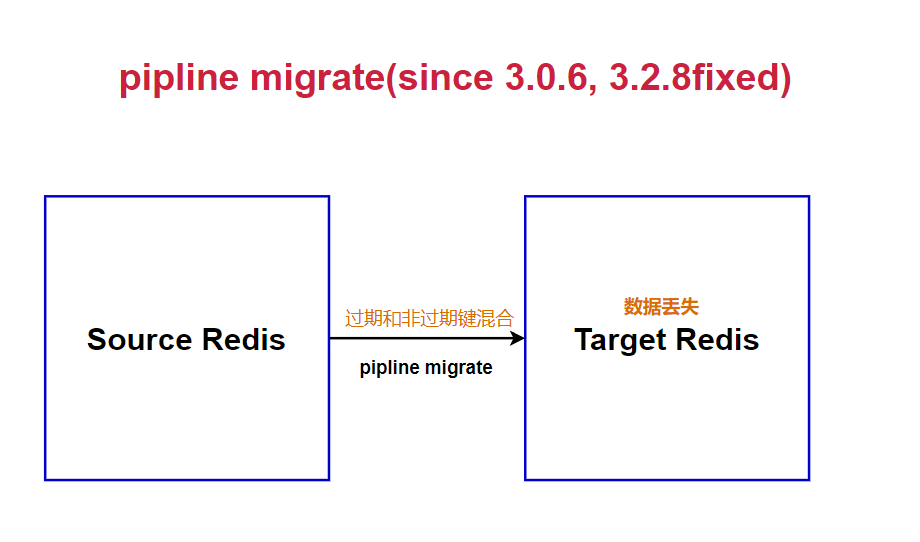 pipline migrate(since 3.0.6, 3.2.8fixed)
过期和非过期键混合
数据丢失
Source Redis
Target Redis
pipline migrate